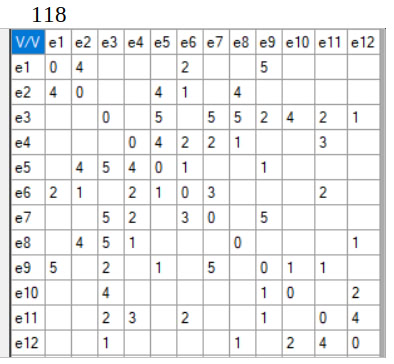 118
V/V e1 e2 e3 e4 e5 e6 e7 e8 e9 e10 e11 e12
e1 0 4 2 5
e2 4 0 4 1 4
e3 0 5 5 5 2 4 2 1
e4 0 4 2 2 1 3
e5 4 5 4 0 1 1
e6 2 1 2 1 0 3 2
e7 5 2 3 0 5
e8 4 5 1 0 1
e9 5 2 1 5 0 1 1
e10 4 1 0 2
e11 2 3 2 1 0 4
e12 1 1 2 4 0